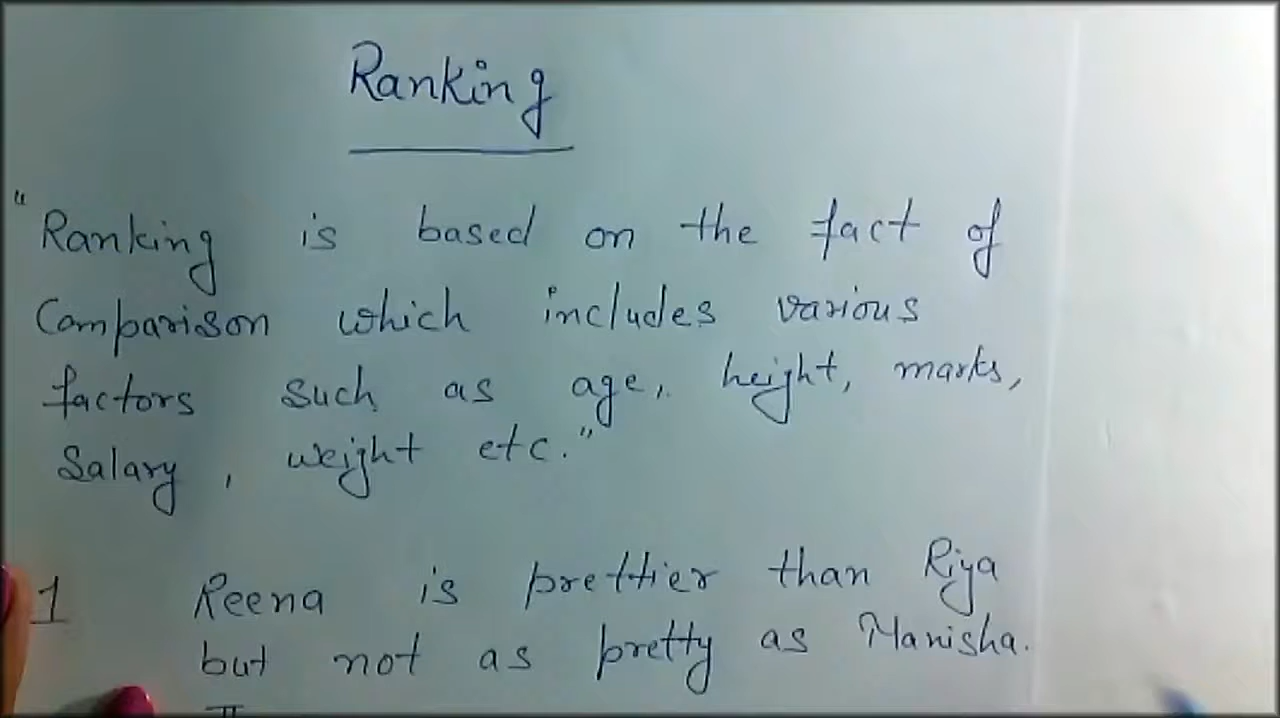 Ranking
"Ranking is based on the fact of
Comparison which includes various
factors such as age, height, marks,
Salary, weight etc."
1 Reena is prettier than Riya
but not as pretty as Manisha.